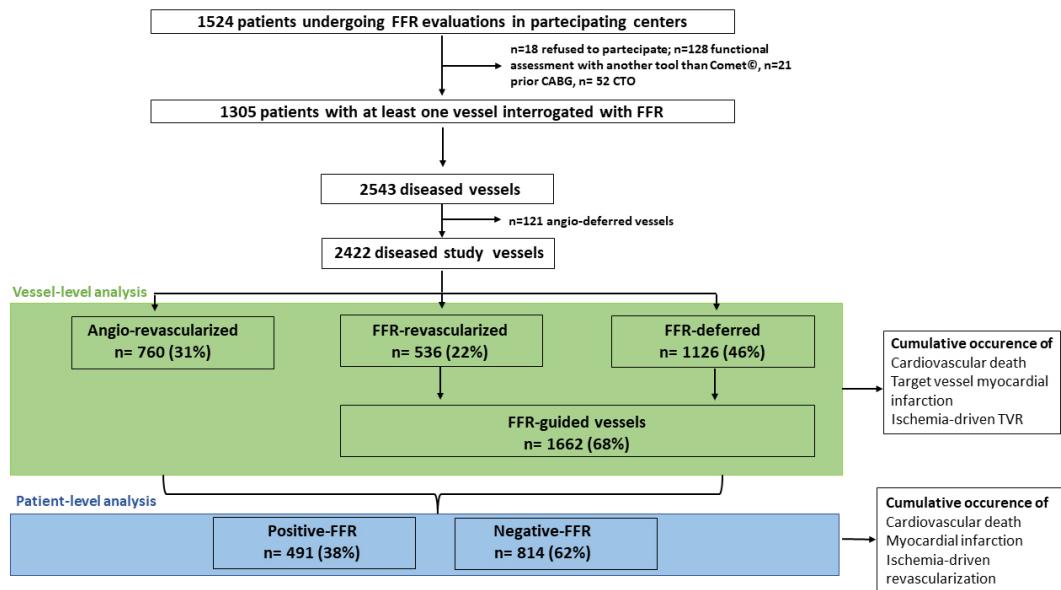 1524 patients undergoing FFR evaluations in partecipating centers
n=18 refused to partecipate; n=128 functional
assessment with another tool than Comet©, n=21
prior CABG, n= 52 CTO
1305 patients with at least one vessel interrogated with FFR
2543 diseased vessels
n=121 angio-deferred vessels
2422 diseased study vessels
Vessel-level analysis
Angio-revascularized
n= 760 (31%)
FFR-revascularized
n= 536 (22%)
FFR-deferred
n= 1126 (46%)
FFR-guided vessels
n= 1662 (68%)
Cumulative occurence of
Cardiovascular death
Target vessel myocardial
infarction
Ischemia-driven TVR
Patient-level analysis
Positive-FFR
n= 491 (38%)
Negative-FFR
n= 814 (62%)
Cumulative occurence of
Cardiovascular death
Myocardial infarction
Ischemia-driven
revascularization